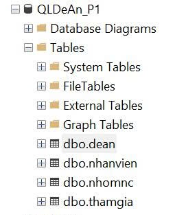 QLDeAn_P1
Database Diagrams
Tables
System Tables
FileTables
External Tables
Graph Tables
dbo.dean
dbo.nhanvien
dbo.nhomnc
dbo.thamgia